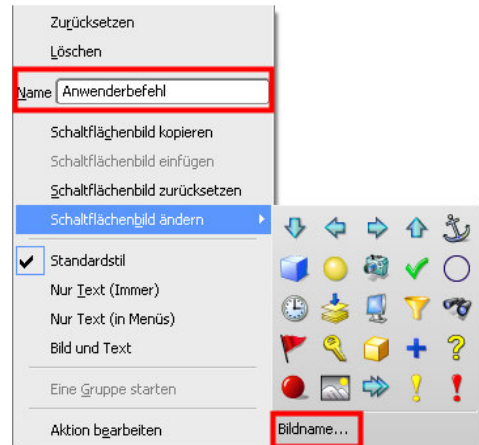 Zurücksetzen
Löschen
Name Anwenderbefehl
Schaltflächenbild kopieren
Schaltflächenbild einfügen
Schaltflächenbild zurücksetzen
Schaltflächenbild ändern
Standardstil
Nur Text (Immer)
Nur Text (in Menüs)
Bild und Text
Eine Gruppe starten
Aktion bearbeiten
Bildname...